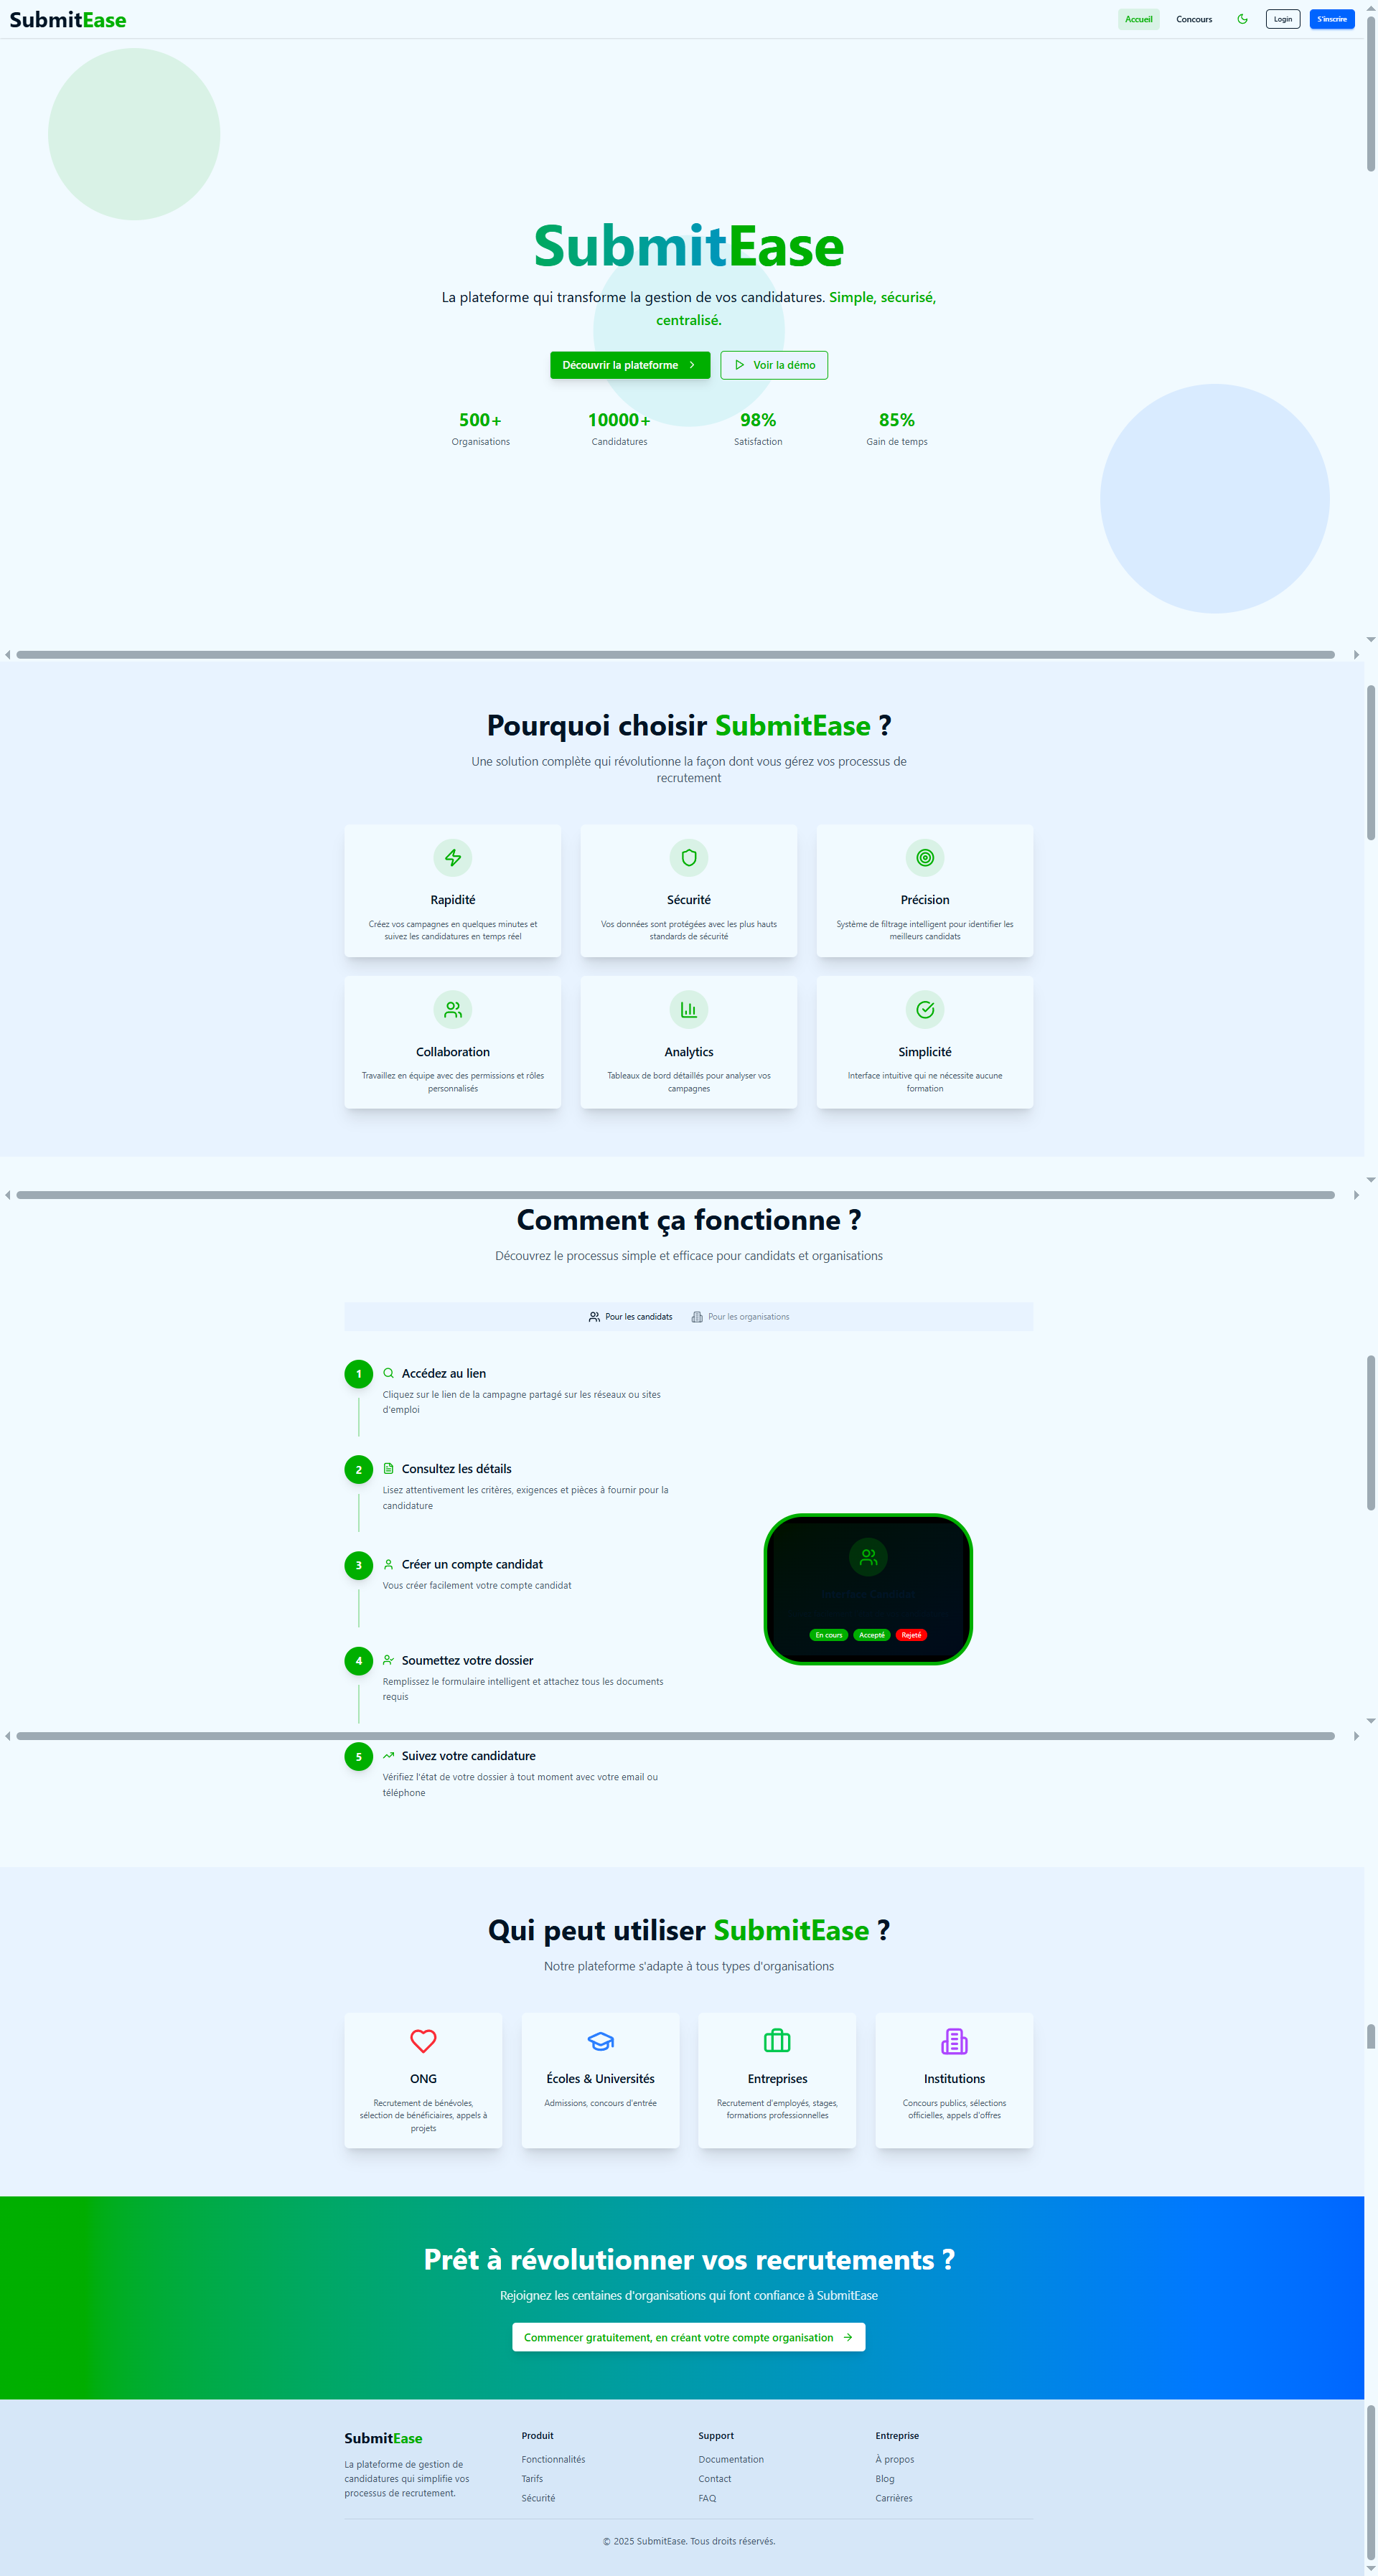 SubmitEase
Accueil
Concours
Login
S'inscrire
SubmitEase
La plateforme qui transforme la gestion de vos candidatures. Simple, sécurisé,
centralisé.
Découvrir la plateforme
Voir la démo
500+
Organisations
10000+
Candidatures
98%
Satisfaction
85%
Gain de temps
Pourquoi choisir SubmitEase ?
Une solution complète qui révolutionne la façon dont vous gérez vos processus de
recrutement
Rapidité
Créez vos campagnes en quelques minutes et
suivez les candidatures en temps réel
Sécurité
Vos données sont protégées avec les plus hauts
standards de sécurité
Précision
Système de filtrage intelligent pour identifier les
meilleurs candidats
Collaboration
Travaillez en équipe avec des permissions et rôles
personnalisés
Analytics
Tableaux de bord détaillés pour analyser vos
campagnes
Simplicité
Interface intuitive qui ne nécessite aucune
formation
Comment ça fonctionne ?
Découvrez le processus simple et efficace pour candidats et organisations
Pour les candidats
Pour les organisations
1
Accédez au lien
Cliquez sur le lien de la campagne partagé sur les réseaux ou sites
d'emploi
2
Consultez les détails
Lisez attentivement les critères, exigences et pièces à fournir pour la
candidature
3
Créer un compte candidat
Vous créer facilement votre compte candidat
4
Soumettez votre dossier
Remplissez le formulaire intelligent et attachez tous les documents
requis
5
Suivez votre candidature
Vérifiez l'état de votre dossier à tout moment avec votre email ou
téléphone
En cours
Accepté
Rejeté
Qui peut utiliser SubmitEase ?
Notre plateforme s'adapte à tous types d'organisations
ONG
Recrutement de bénévoles,
sélection de bénéficiaires, appels à
projets
Écoles & Universités
Admissions, concours d'entrée
Entreprises
Recrutement d'employés, stages,
formations professionnelles
Institutions
Concours publics, sélections
officielles, appels d'offres
Prêt à révolutionner vos recrutements ?
Rejoignez les centaines d'organisations qui font confiance à SubmitEase
Commencer gratuitement, en créant votre compte organisation
SubmitEase
La plateforme de gestion de
candidatures qui simplifie vos
processus de recrutement.
Produit
Fonctionnalités
Tarifs
Sécurité
Support
Documentation
Contact
FAQ
Entreprise
À propos
Blog
Carrières
© 2025 SubmitEase. Tous droits réservés.